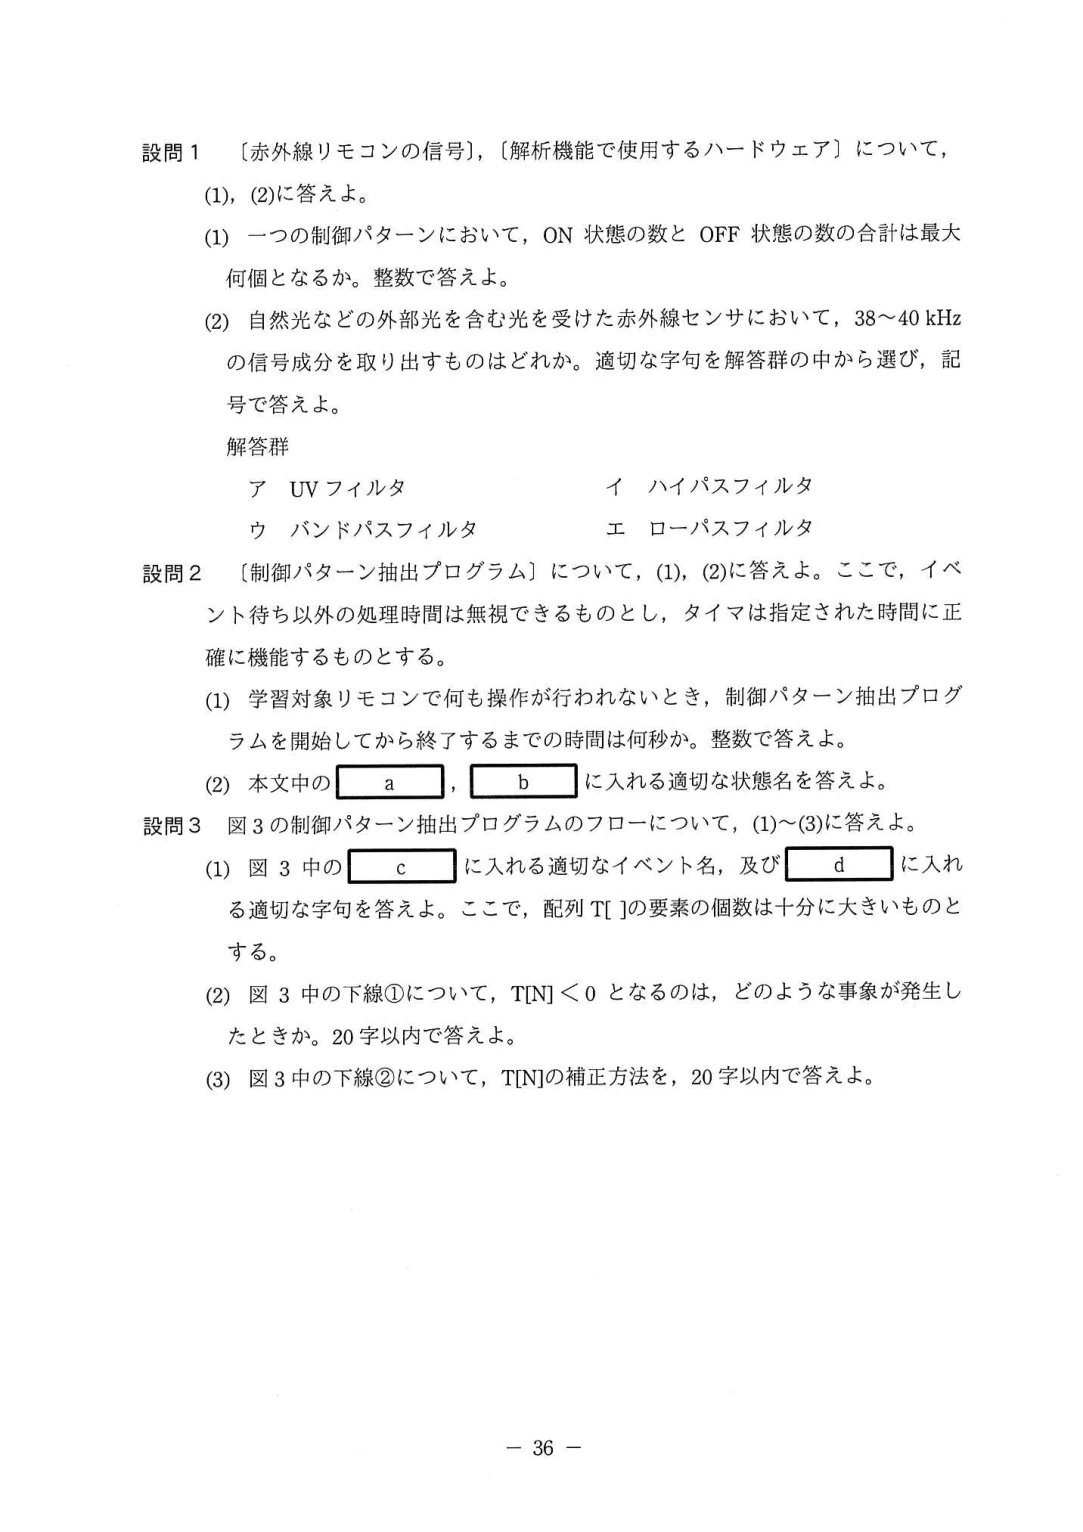 設問1 〔赤外線リモコンの信号〕，〔解析機能で使用するハードウェア〕について，
(1)，(2)に答えよ。
(1) 一つの制御パターンにおいて，ON 状態の数と OFF 状態の数の合計は最大
何個となるか。整数で答えよ。
(2) 自然光などの外部光を含む光を受けた赤外線センサにおいて，38～40 kHz
の信号成分を取り出すものはどれか。適切な字句を解答群の中から選び，記
号で答えよ。
解答群
ア UV フィルタ イ ハイパスフィルタ
ウ バンドパスフィルタ エ ローパスフィルタ
設問2 〔制御パターン抽出プログラム〕について，(1)，(2)に答えよ。ここで，イベ
ント待ち以外の処理時間は無視できるものとし，タイマは指定された時間に正
確に機能するものとする。
(1) 学習対象リモコンで何も操作が行われないとき，制御パターン抽出プログ
ラムを開始してから終了するまでの時間は何秒か。整数で答えよ。
(2) 本文中の a ， b に入れる適切な状態名を答えよ。
設問3 図3の制御パターン抽出プログラムのフローについて，(1)～(3)に答えよ。
(1) 図 3 中の c に入れる適切なイベント名，及び d に入れ
る適切な字句を答えよ。ここで，配列 T[ ]の要素の個数は十分に大きいものと
する。
(2) 図 3 中の下線①について，T[N]＜0 となるのは，どのような事象が発生し
たときか。20 字以内で答えよ。
(3) 図3中の下線②について，T[N]の補正方法を，20 字以内で答えよ。
－ 36 －